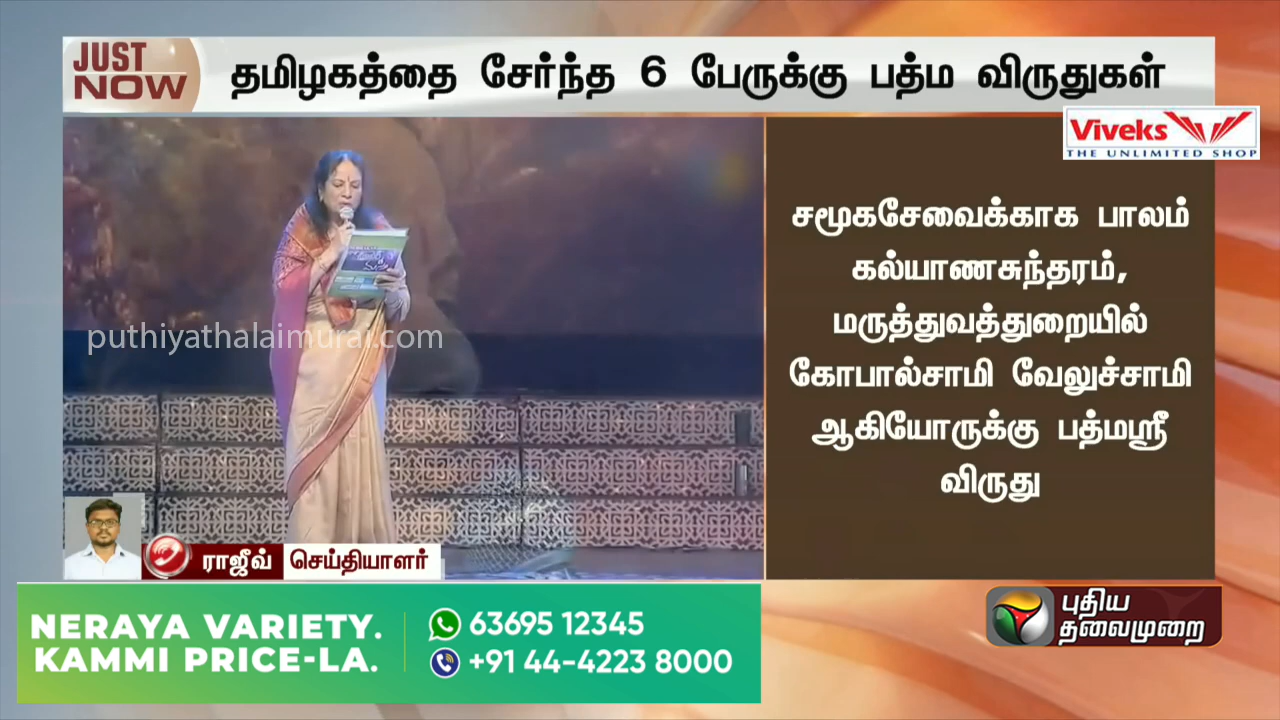 JUST
NOW
தமிழகத்தை சேர்ந்த 6 பேருக்கு பத்ம விருதுகள்
Viveks
THE UNLIMITED SHOP
சமூகசேவைக்காக பாலம்
கல்யாணசுந்தரம்,
மருத்துவத்துறையில்
கோபால்சாமி வேலுச்சாமி
ஆகியோருக்கு பத்மஸ்ரீ
விருது
puthiyathalaimurai.com
ராஜீவ் செய்தியாளர்
NERAYA VARIETY.
KAMMI PRICE-LA.
63695 12345
+91 44-4223 8000
புதிய
தலைமுறை